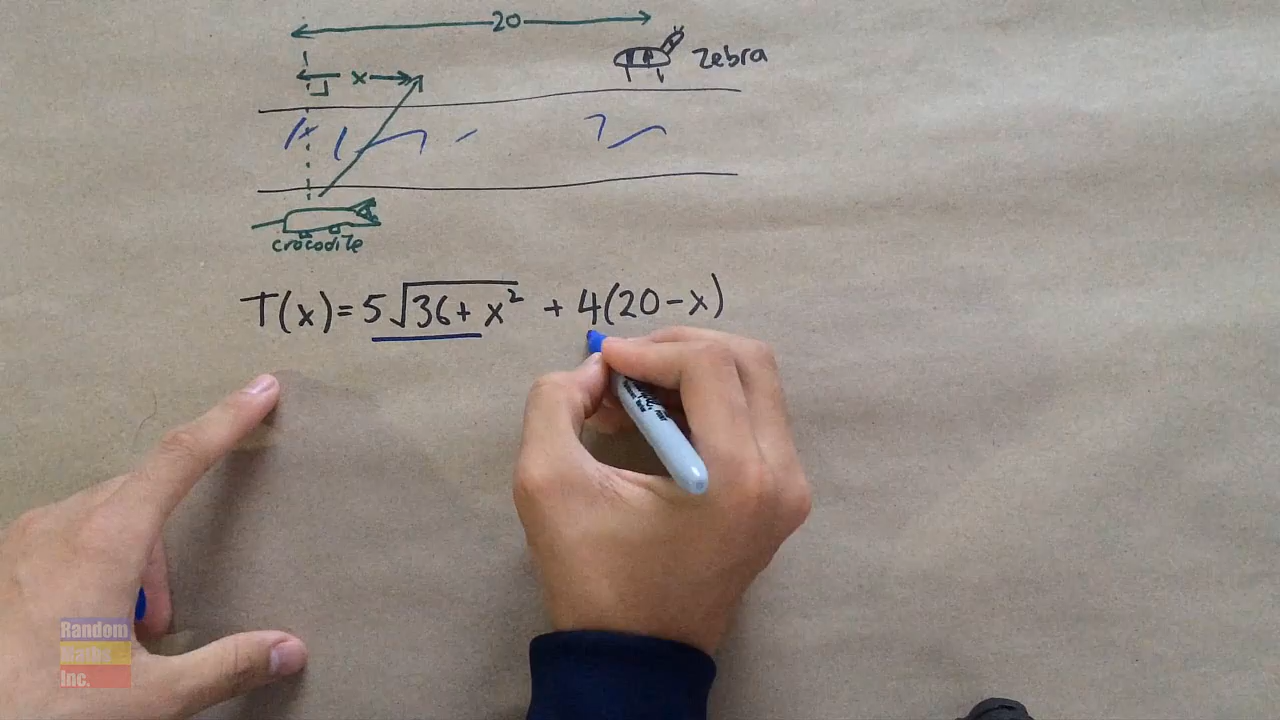 20
x
zebra
crocodile
T(x)=5√36+x² + 4(20-x)
Random
Maths
Inc.